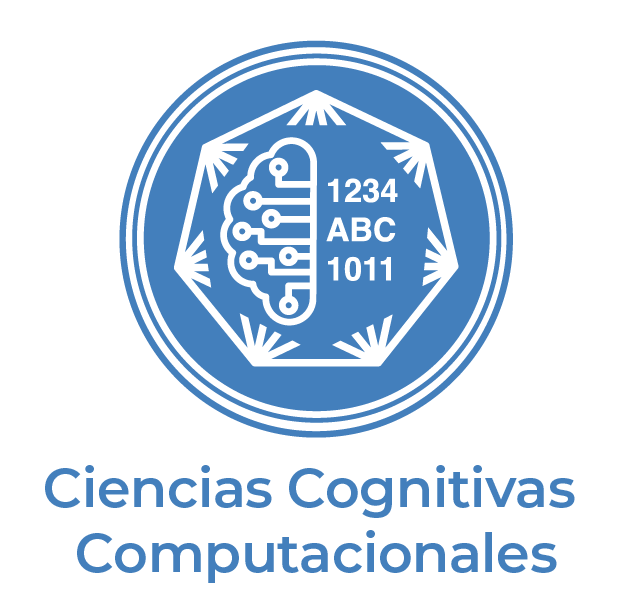 1234
ABC
1011
Ciencias Cognitivas
Computacionales